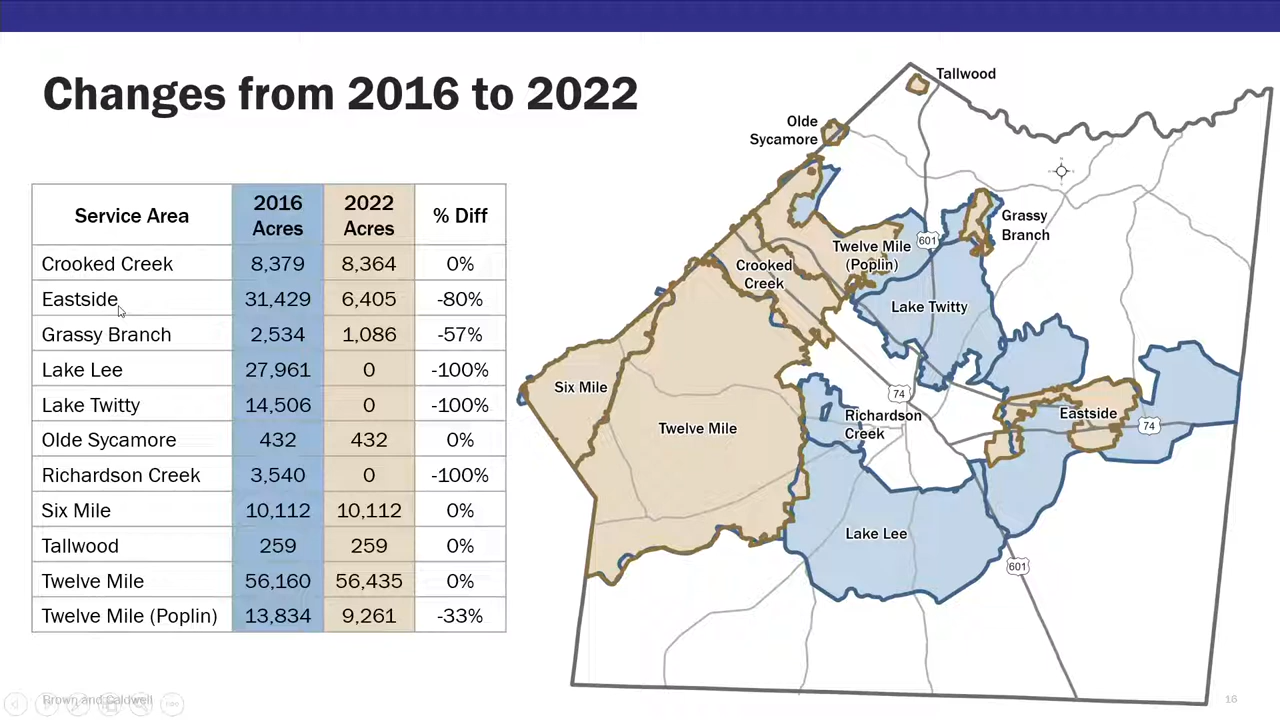 Changes from 2016 to 2022
Service Area 2016 Acres 2022 Acres % Diff
Crooked Creek 8,379 8,364 0%
Eastside 31,429 6,405 -80%
Grassy Branch 2,534 1,086 -57%
Lake Lee 27,961 0 -100%
Lake Twitty 14,506 0 -100%
Olde Sycamore 432 432 0%
Richardson Creek 3,540 0 -100%
Six Mile 10,112 10,112 0%
Tallwood 259 259 0%
Twelve Mile 56,160 56,435 0%
Twelve Mile (Poplin) 13,834 9,261 -33%
Tallwood
Olde
Sycamore
Grassy
Branch
Twelve Mile
(Poplin)
601
Crooked
Creek
Lake Twitty
Six Mile
74
Richardson
Creek
Eastside
74
Twelve Mile
Lake Lee
601
Brown and Caldwell
16